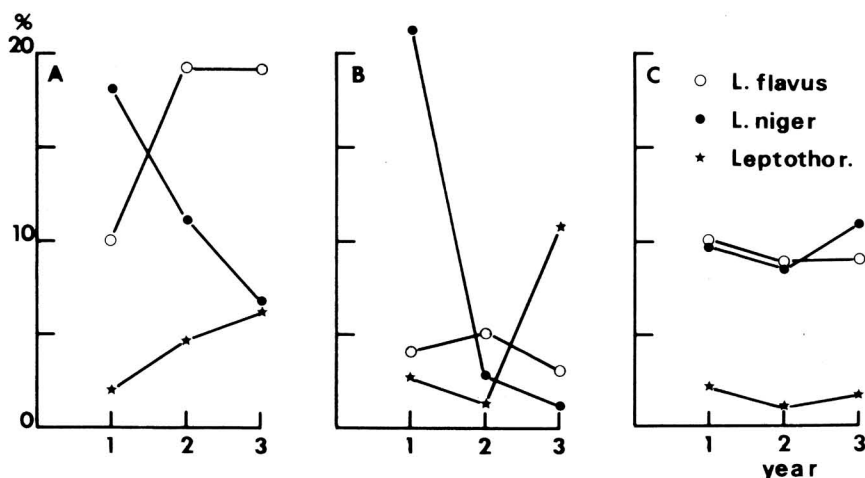 %
20
10
0
A
1 2 3
B
1 2 3
C
L. flavus
L. niger
Leptothor.
1 2 3
year